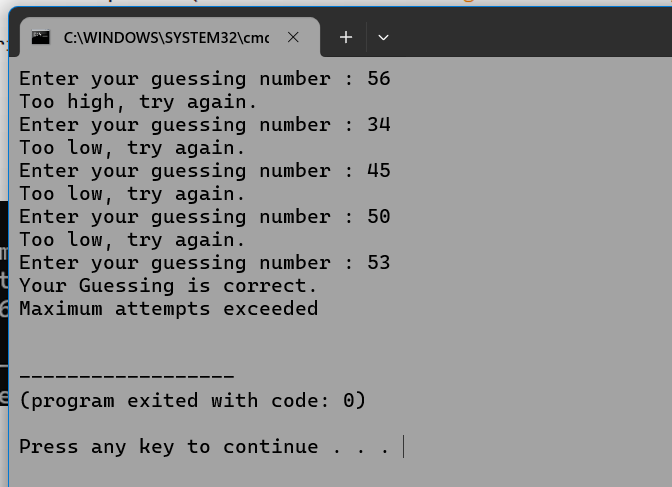 C:\WINDOWS\SYSTEM32\cmc
Enter your guessing number : 56
Too high, try again.
Enter your guessing number : 34
Too low, try again.
Enter your guessing number : 45
Too low, try again.
Enter your guessing number : 50
Too low, try again.
Enter your guessing number : 53
Your Guessing is correct.
Maximum attempts exceeded
------------------
(program exited with code: 0)
Press any key to continue . . .